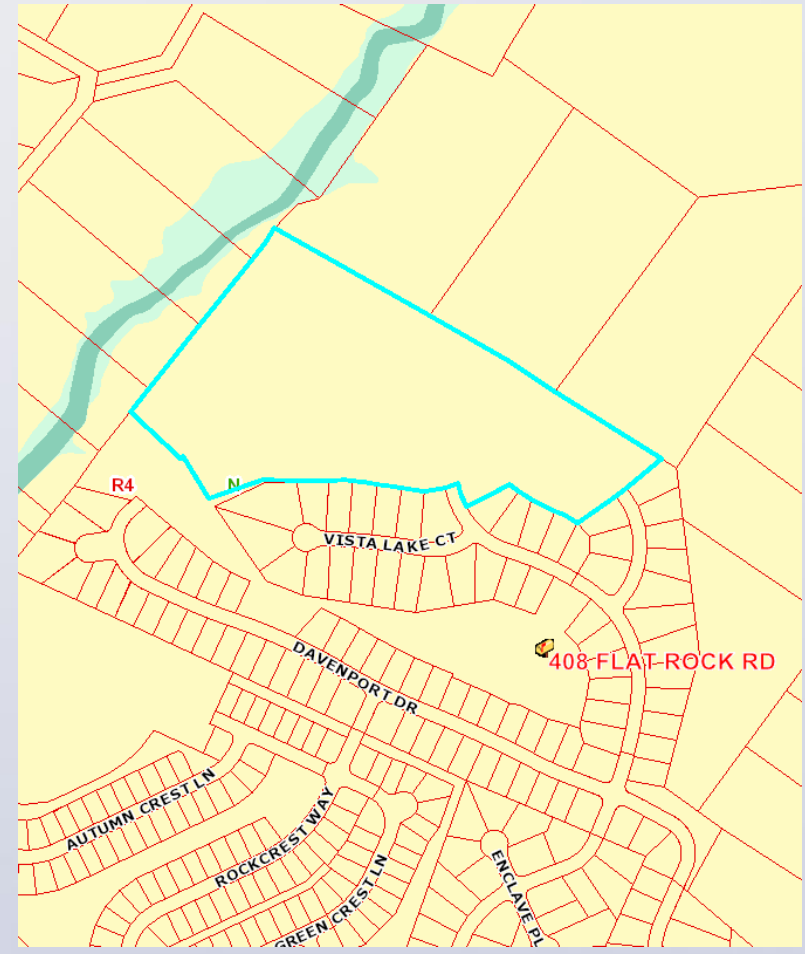 R4
N
VISTA LAKE CT
408 FLAT ROCK RD
DAVENPORT DR
AUTUMN CREST LN
ROCKCREST WAY
GREEN CREST LN
ENCLAVE PL